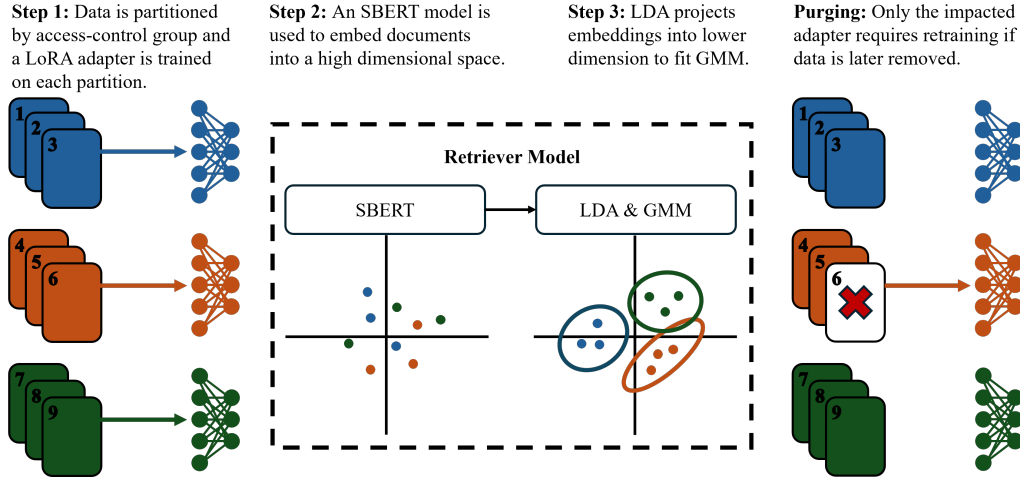 Step 1: Data is partitioned
by access-control group and
a LoRA adapter is trained
on each partition.
Step 2: An SBERT model is
used to embed documents
into a high dimensional space.
Step 3: LDA projects
embeddings into lower
dimension to fit GMM.
Purging: Only the impacted
adapter requires retraining if
data is later removed.
1
2
3
4
5
6
7
8
9
Retriever Model
SBERT
LDA & GMM
1
2
3
4
5
6
7
8
9